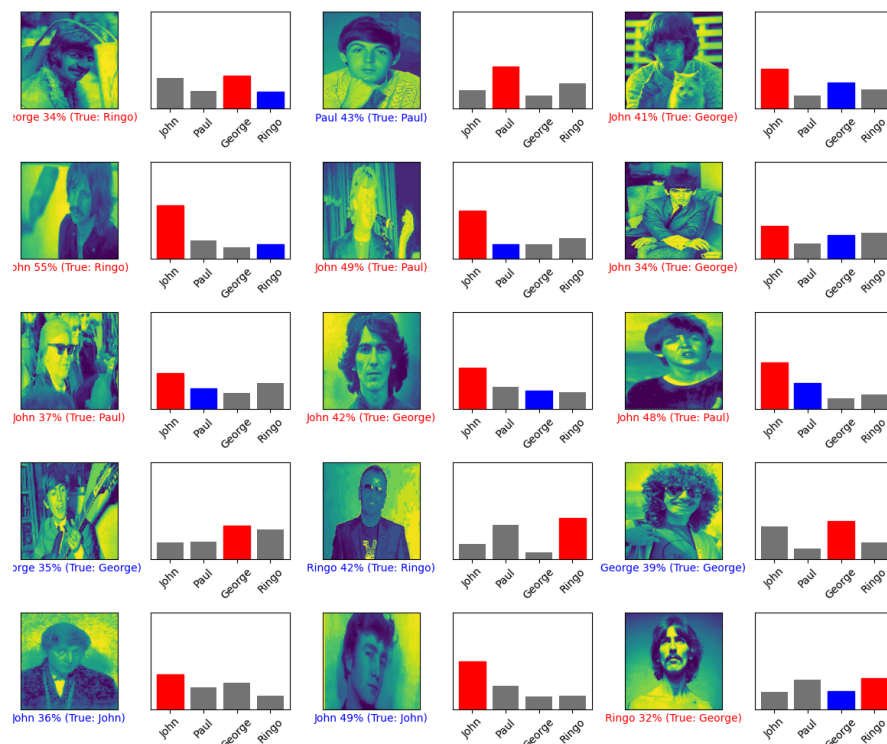 John Paul George Ringo John Paul George Ringo John Paul George Ringo
eorge 34% (True: Ringo) Paul 43% (True: Paul) John 41% (True: George)
John Paul George Ringo John Paul George Ringo John Paul George Ringo
ohn 55% (True: Ringo) John 49% (True: Paul) John 34% (True: George)
John Paul George Ringo John Paul George Ringo John Paul George Ringo
John 37% (True: Paul) John 42% (True: George) John 48% (True: Paul)
John Paul George Ringo John Paul George Ringo John Paul George Ringo
orge 35% (True: George) Ringo 42% (True: Ringo) George 39% (True: George)
John Paul George Ringo John Paul George Ringo John Paul George Ringo
John 36% (True: John) John 49% (True: John) Ringo 32% (True: George)